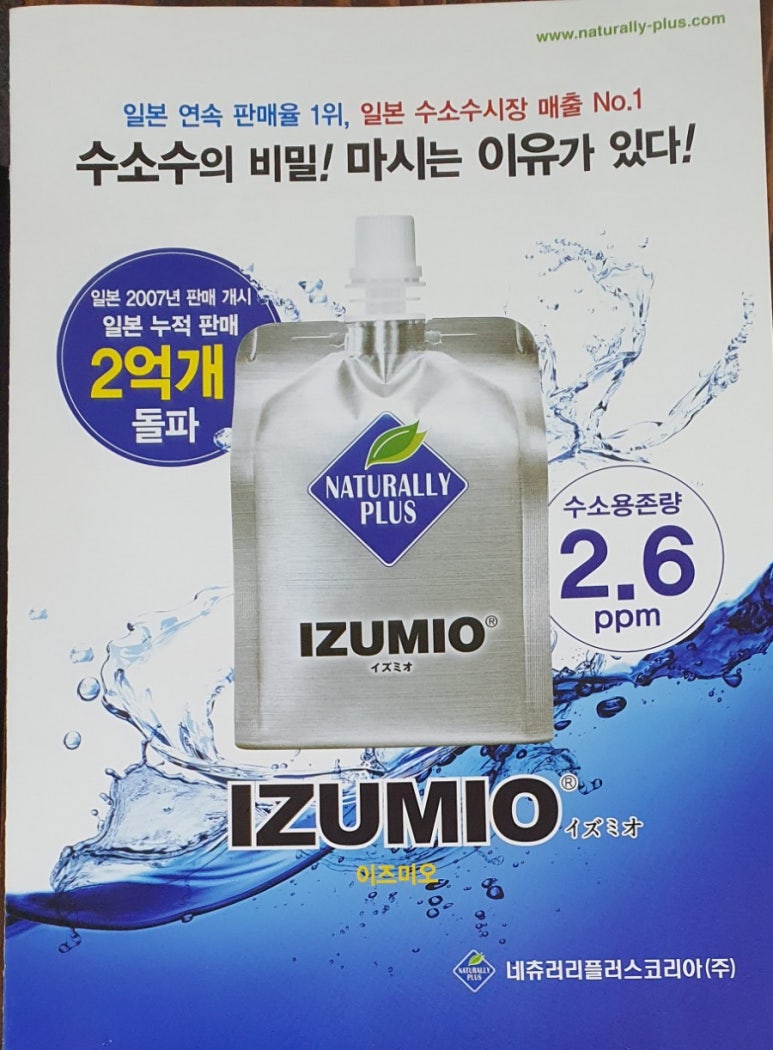 www.naturally-plus.com
일본 연속 판매율 1위, 일본 수소수시장 매출 No.1
수소수의 비밀! 마시는 이유가 있다!
일본 2007년 판매 개시
일본 누적 판매
2억개
돌파
NATURALLY
PLUS
수소용존량
2.6
ppm
IZUMIO®
イズミオ
IZUMIO® イズミオ
이즈미오
NATURALLY
PLUS
네츄러리플러스코리아(주)